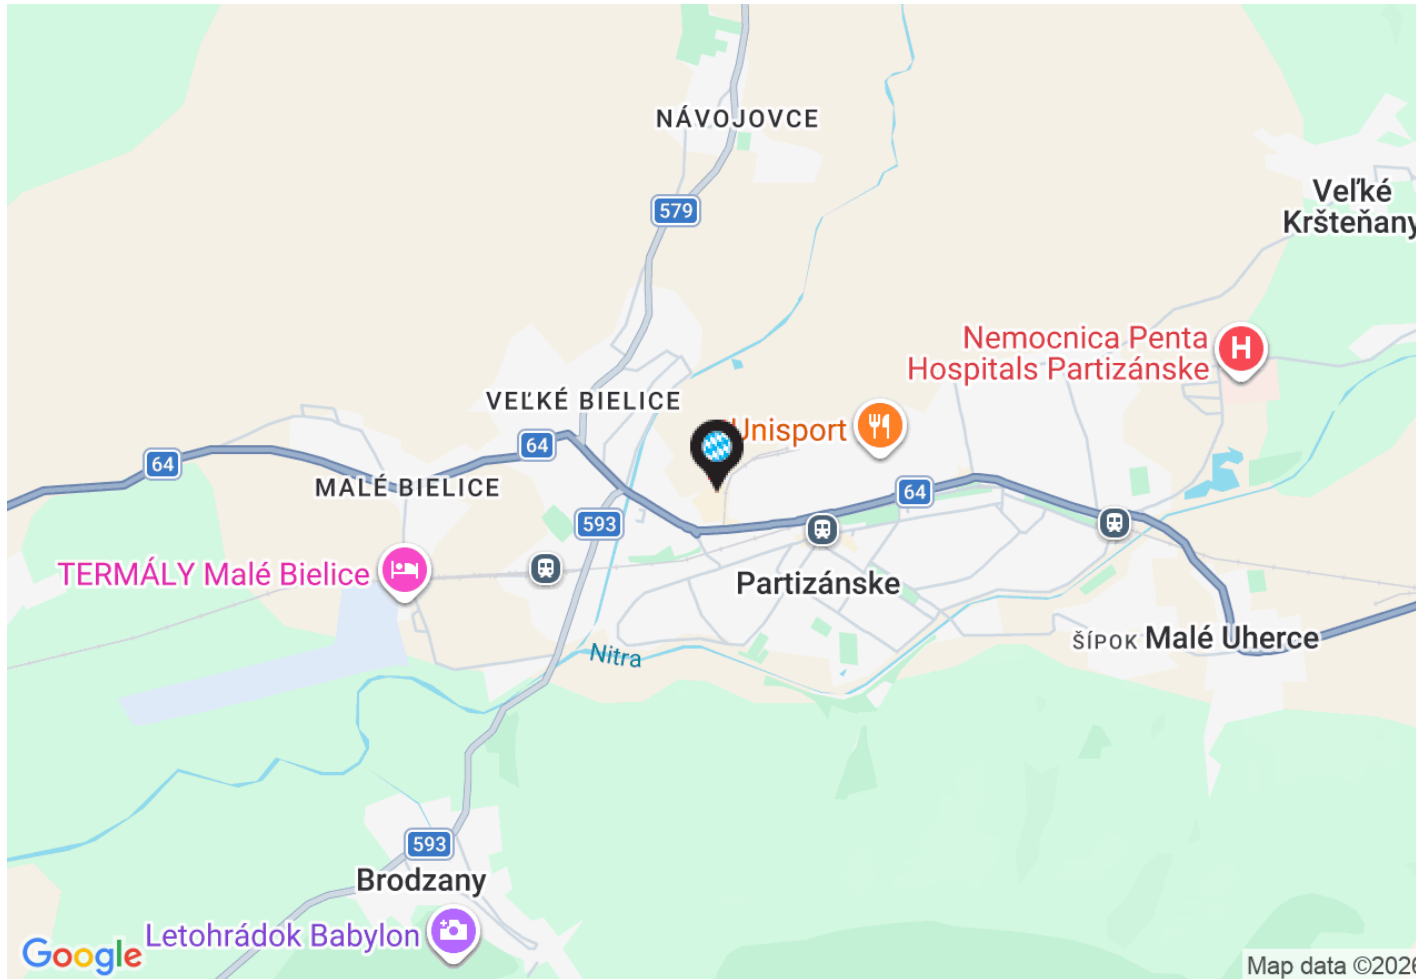 NÁVOJOVCE
Veľké
Kršteňany
579
Nemocnica Penta
Hospitals Partizánske
H
VEĽKÉ BIELICE
Unisport
64
64
MALÉ BIELICE
64
593
TERMÁLY Malé Bielice
Partizánske
ŠÍPOK
Malé Uherce
Nitra
593
Brodzany
Letohrádok Babylon
Google
Map data ©2026